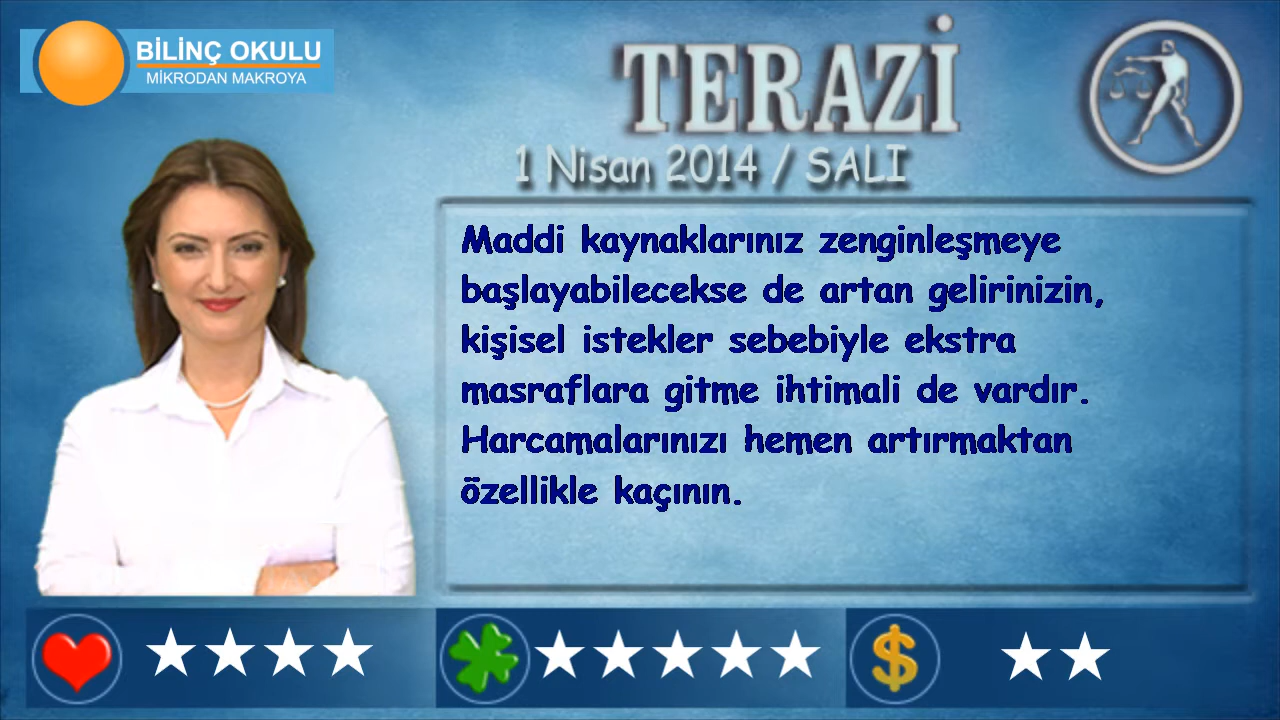 BİLİNÇ OKULU
MİKRODAN MAKROYA
TERAZİ
1 Nisan 2014 / SALI
Maddi kaynaklarınız zenginleşmeye
başlayabilecekse de artan gelirinizin,
kişisel istekler sebebiyle ekstra
masraflara gitme ihtimali de vardır.
Harcamalarınızı hemen artırmaktan
özellikle kaçının.
$